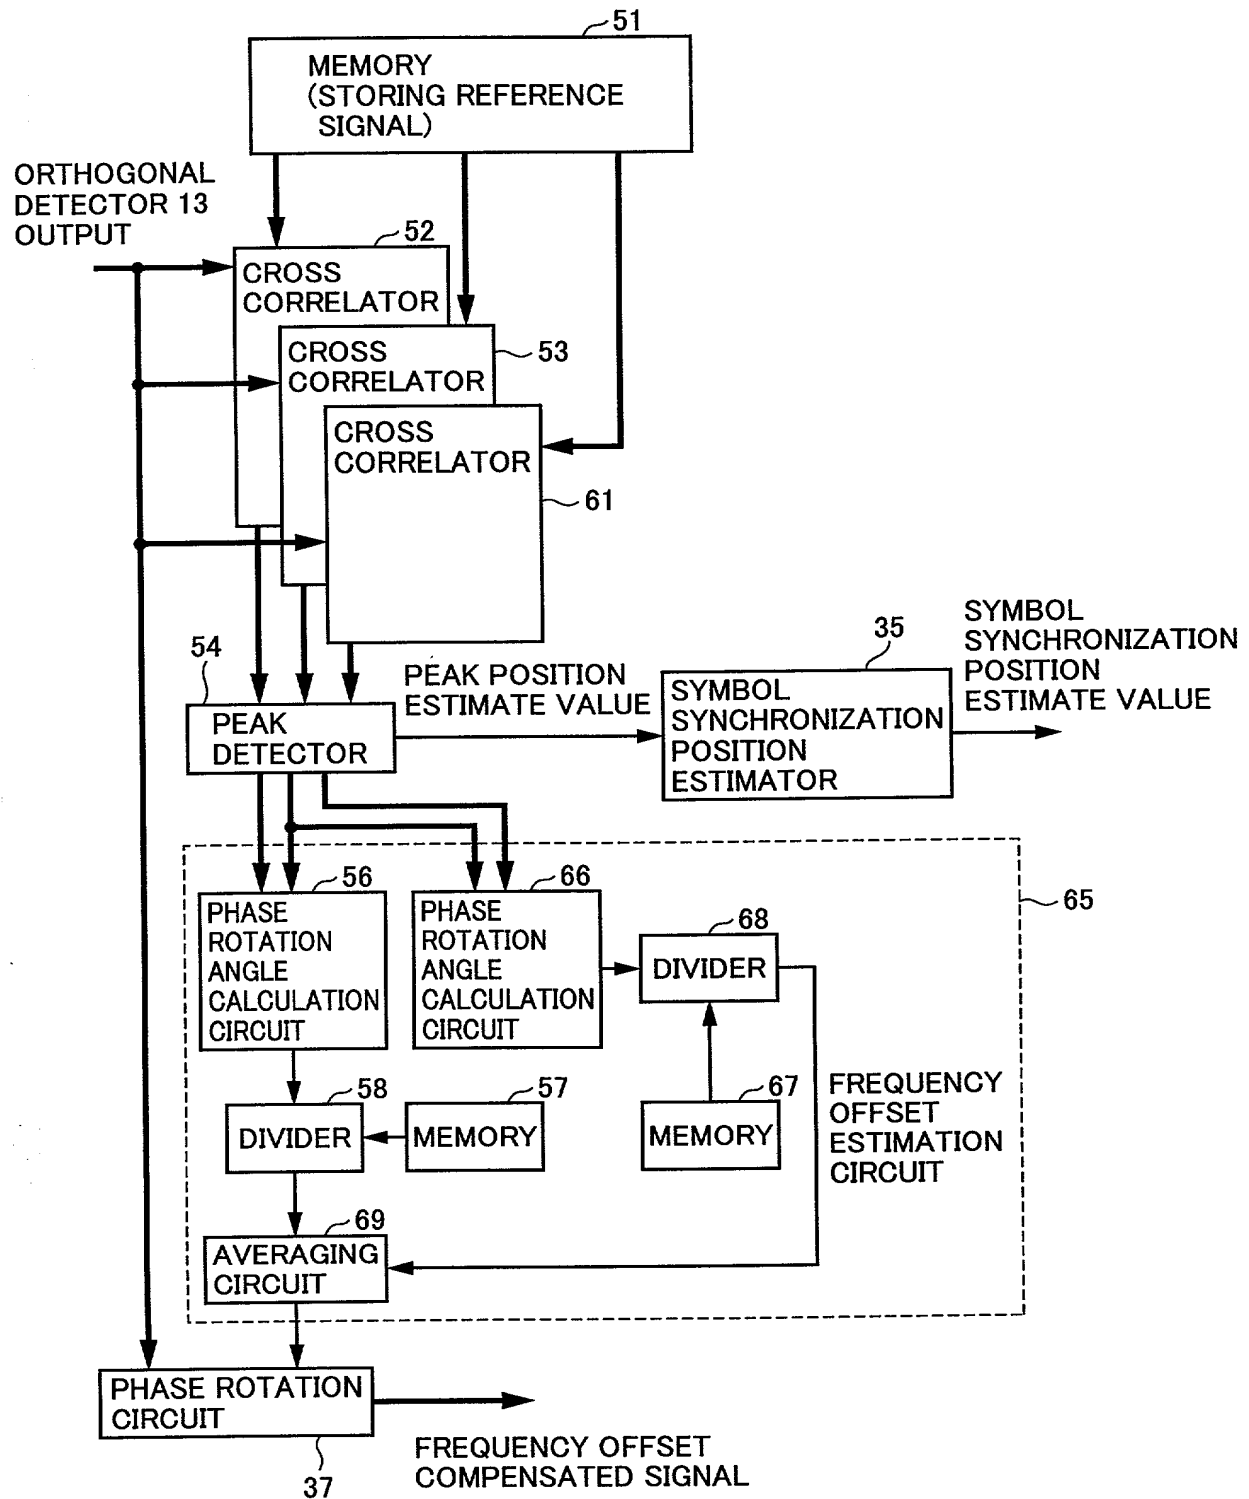 51
MEMORY
(STORING REFERENCE
SIGNAL)
ORTHOGONAL
DETECTOR 13
OUTPUT
52
CROSS
CORRELATOR
53
CROSS
CORRELATOR
CROSS
CORRELATOR
61
54
PEAK
DETECTOR
PEAK POSITION
ESTIMATE VALUE
35
SYMBOL
SYNCHRONIZATION
POSITION
ESTIMATOR
SYMBOL
SYNCHRONIZATION
POSITION
ESTIMATE VALUE
56
PHASE
ROTATION
ANGLE
CALCULATION
CIRCUIT
66
PHASE
ROTATION
ANGLE
CALCULATION
CIRCUIT
68
DIVIDER
65
58
DIVIDER
57
MEMORY
67
MEMORY
FREQUENCY
OFFSET
ESTIMATION
CIRCUIT
69
AVERAGING
CIRCUIT
PHASE ROTATION
CIRCUIT
37
FREQUENCY OFFSET
COMPENSATED SIGNAL